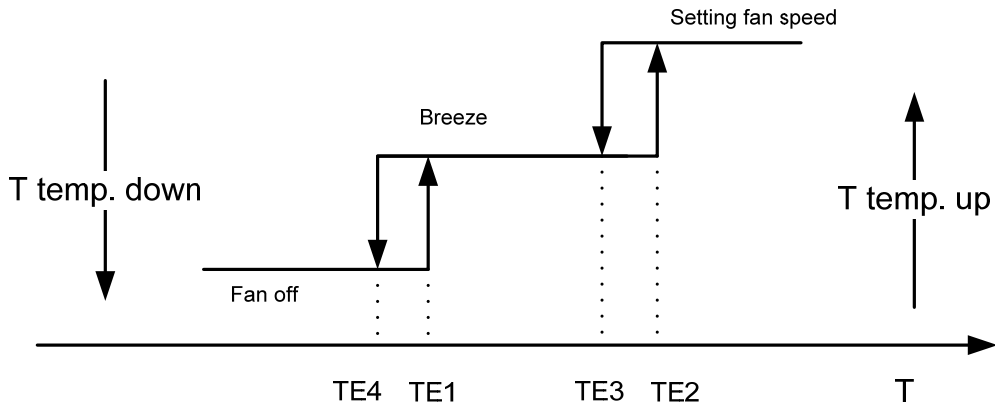 Setting fan speed
Breeze
T temp. down
T temp. up
Fan off
TE4 TE1 TE3 TE2 T